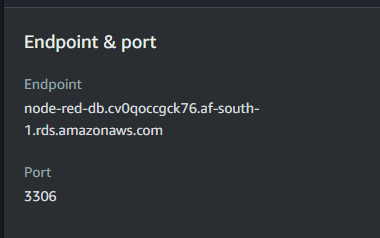 Endpoint & port
Endpoint
node-red-db.cv0qoccgck76.af-south-
1.rds.amazonaws.com
Port
3306